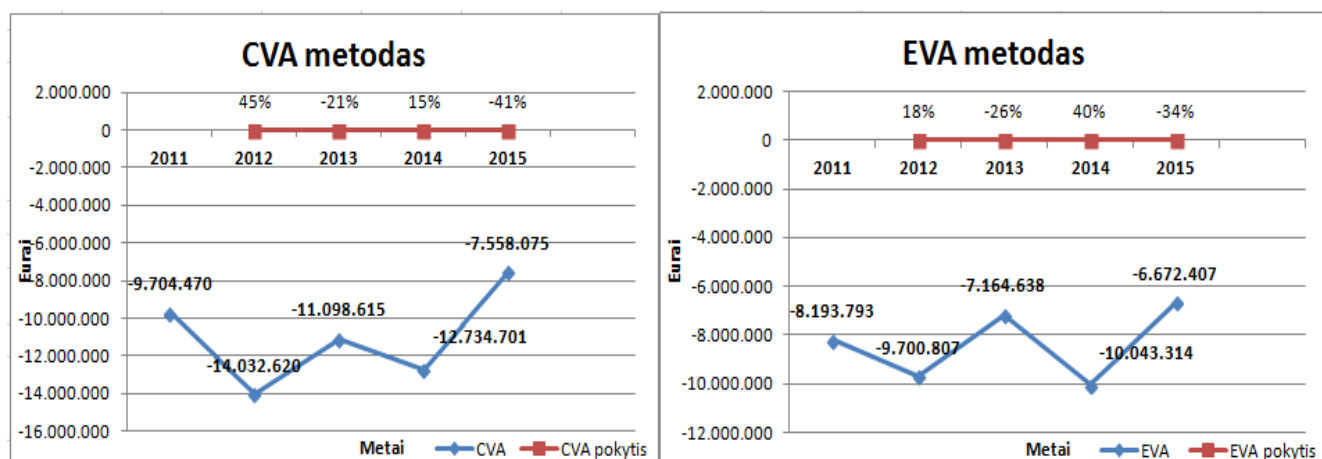 CVA metodas
2.000.000
0
-2.000.000
-4.000.000
-6.000.000
-8.000.000
-10.000.000
-12.000.000
-14.000.000
-16.000.000
Eurai
45% -21% 15% -41%
2011 2012 2013 2014 2015
-9.704.470
-14.032.620
-11.098.615
-12.734.701
-7.558.075
Metai CVA CVA pokytis
EVA metodas
2.000.000
0
-2.000.000
-4.000.000
-6.000.000
-8.000.000
-10.000.000
-12.000.000
Eurai
18% -26% 40% -34%
2011 2012 2013 2014 2015
-8.193.793
-9.700.807
-7.164.638
-10.043.314
-6.672.407
Metai EVA EVA pokytis